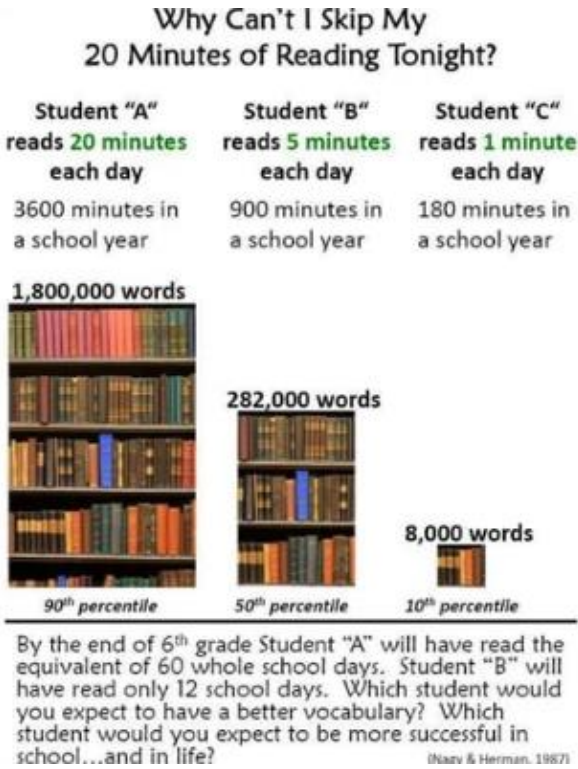 Why Can't I Skip My
20 Minutes of Reading Tonight?
Student "A"
reads 20 minutes
each day
3600 minutes in
a school year
1,800,000 words
90th percentile
Student "B"
reads 5 minutes
each day
900 minutes in
a school year
282,000 words
50th percentile
Student "C"
reads 1 minute
each day
180 minutes in
a school year
8,000 words
10th percentile
By the end of 6th grade Student "A" will have read the
equivalent of 60 whole school days. Student "B" will
have read only 12 school days. Which student would
you expect to have a better vocabulary? Which
student would you expect to be more successful in
school...and in life?
(Nagy & Herman, 1987)